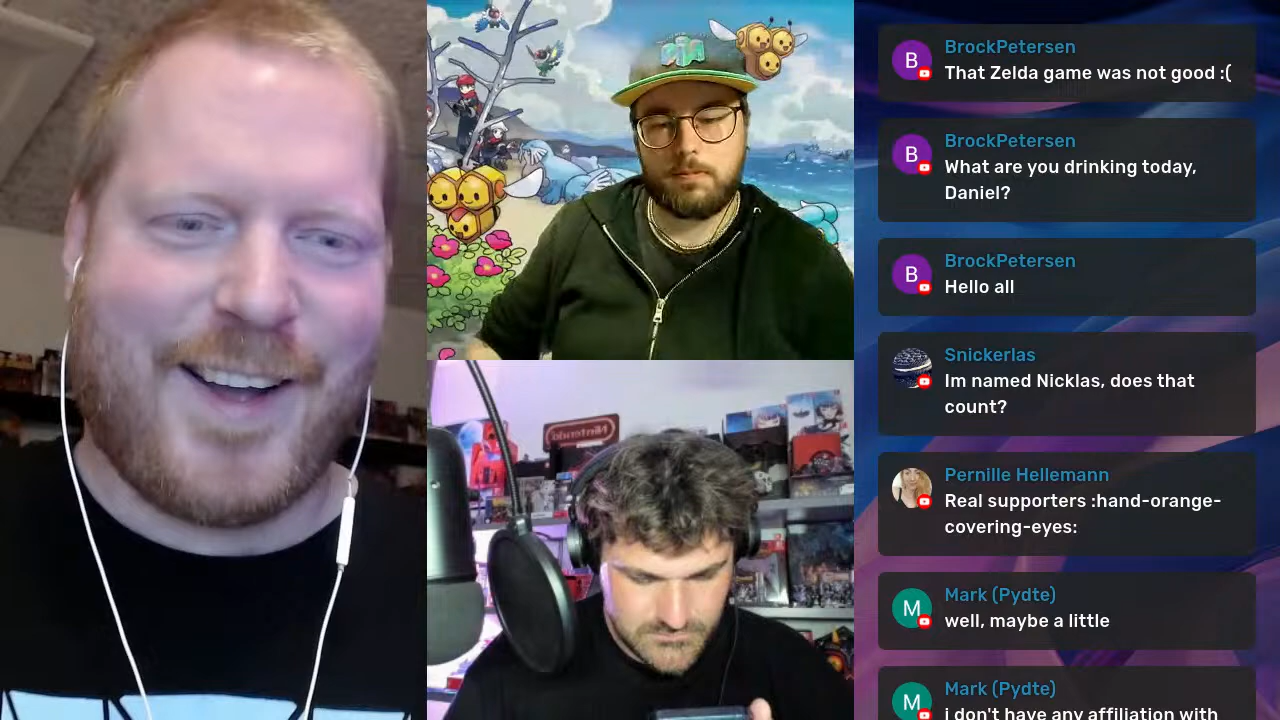 BrockPetersen
That Zelda game was not good :(
B
BrockPetersen
What are you drinking today,
Daniel?
B
BrockPetersen
Hello all
B
Snickerlas
Im named Nicklas, does that
count?
Pernille Hellemann
Real supporters :hand-orange-
covering-eyes:
Mark (Pydte)
well, maybe a little
M
Mark (Pydte)
i don't have any affiliation with
M